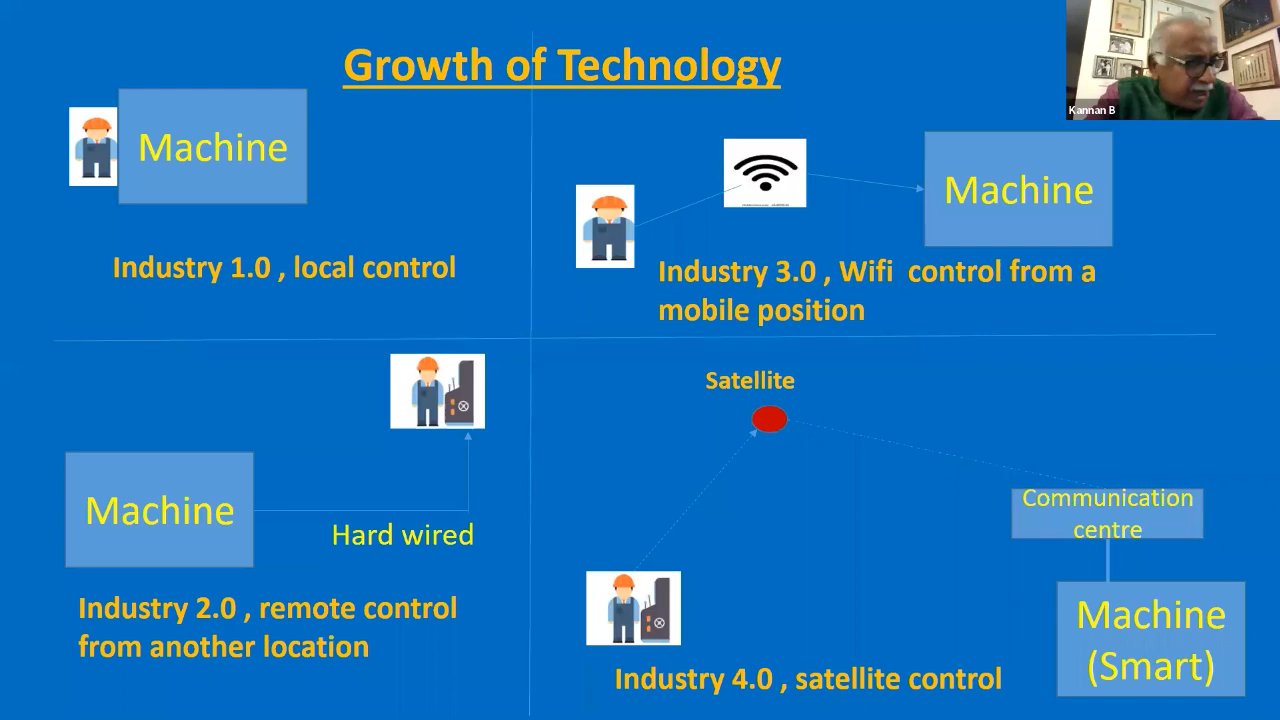 Growth of Technology
Kannan B
Machine
Industry 1.0 , local control
Machine
Industry 3.0 , Wifi  control from a
mobile position
Machine
Hard wired
Industry 2.0 , remote control
from another location
Satellite
Communication
centre
Machine
(Smart)
Industry 4.0 , satellite control